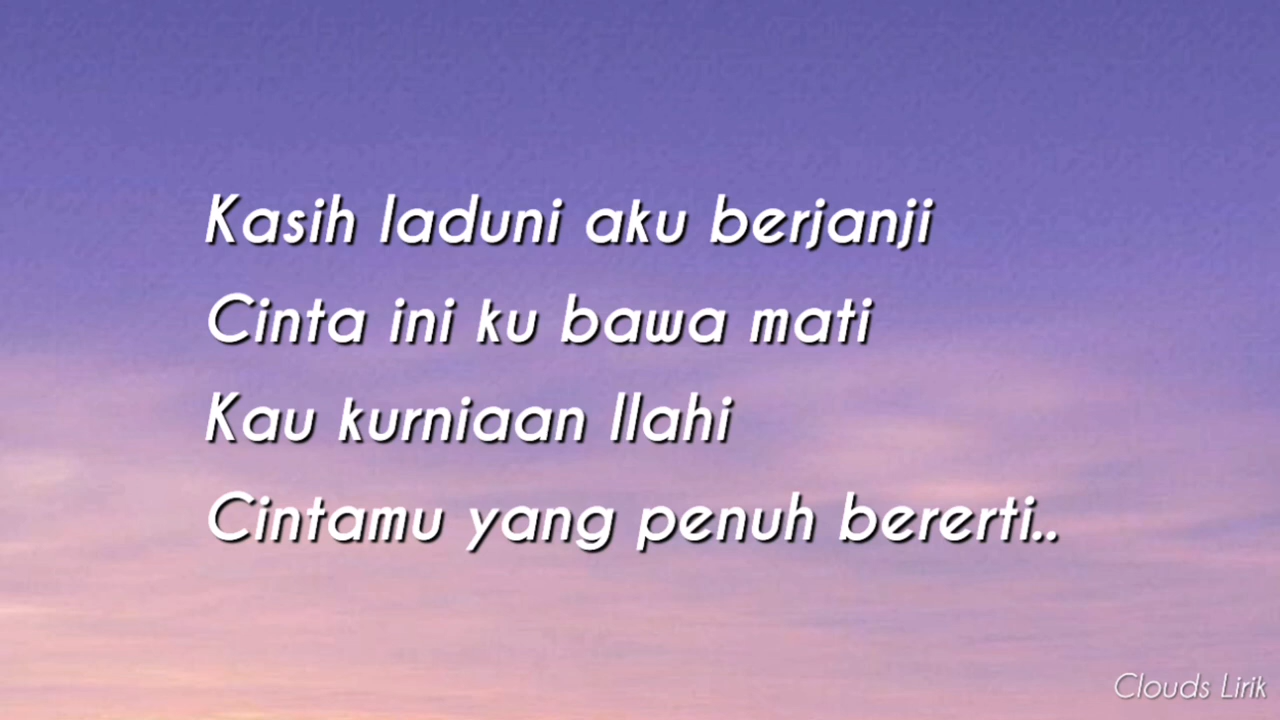 Kasih laduni aku berjanji
Cinta ini ku bawa mati
Kau kurniaan Ilahi
Cintamu yang penuh bererti..
Clouds Lirik